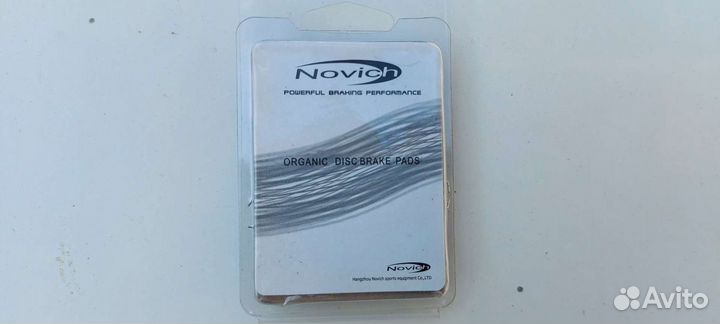 Novich
POWERFUL BRAKING PERFORMANCE
ORGANIC DISC BRAKE PADS
Novich
Hangzhou Novich sports equipment Co.,LTD
Avito